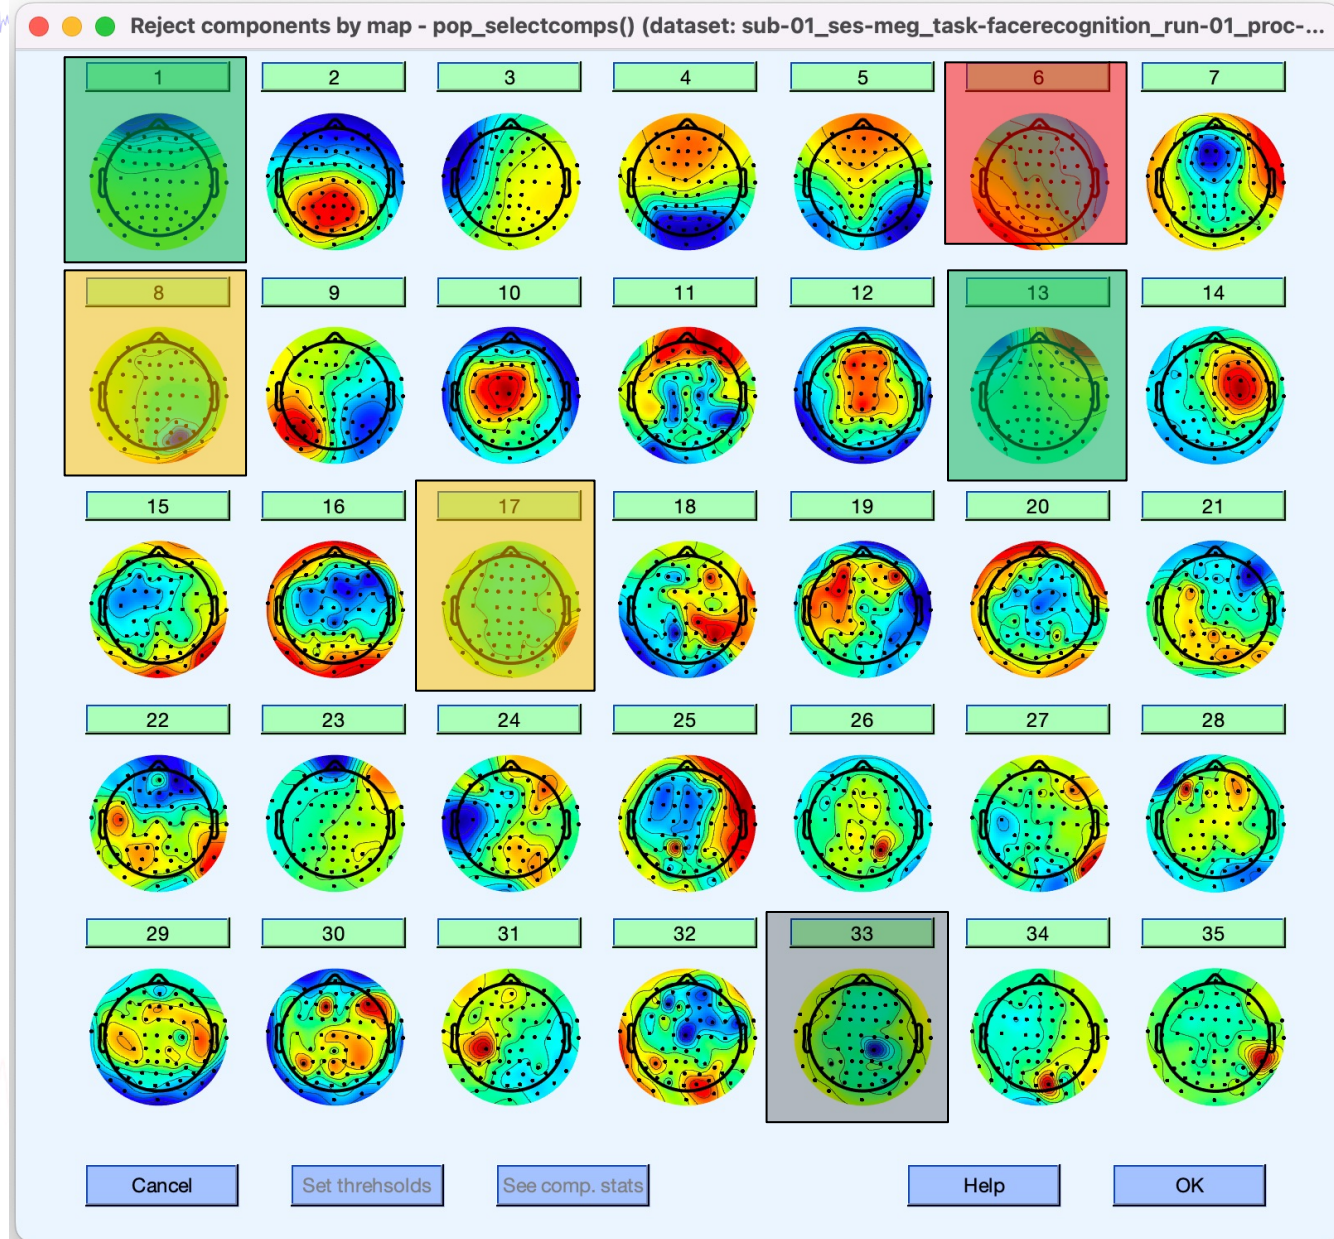 Reject components by map - pop_selectcomps() (dataset: sub-01_ses-meg_task-facerecognition_run-01_proc-...
1 2 3 4 5 6 7
8 9 10 11 12 13 14
15 16 17 18 19 20 21
22 23 24 25 26 27 28
29 30 31 32 33 34 35
Cancel Set threhsolds See comp. stats Help OK